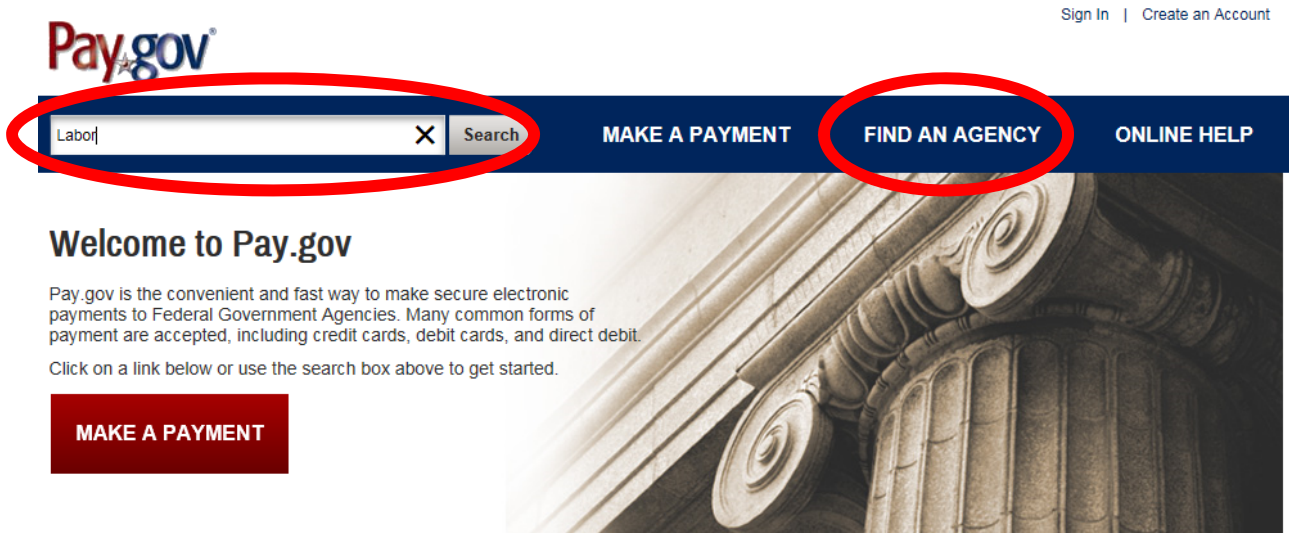 Sign In | Create an Account
Pay.gov®
Labor
Search
MAKE A PAYMENT
FIND AN AGENCY
ONLINE HELP
Welcome to Pay.gov
Pay.gov is the convenient and fast way to make secure electronic
payments to Federal Government Agencies. Many common forms of
payment are accepted, including credit cards, debit cards, and direct debit.
Click on a link below or use the search box above to get started.
MAKE A PAYMENT